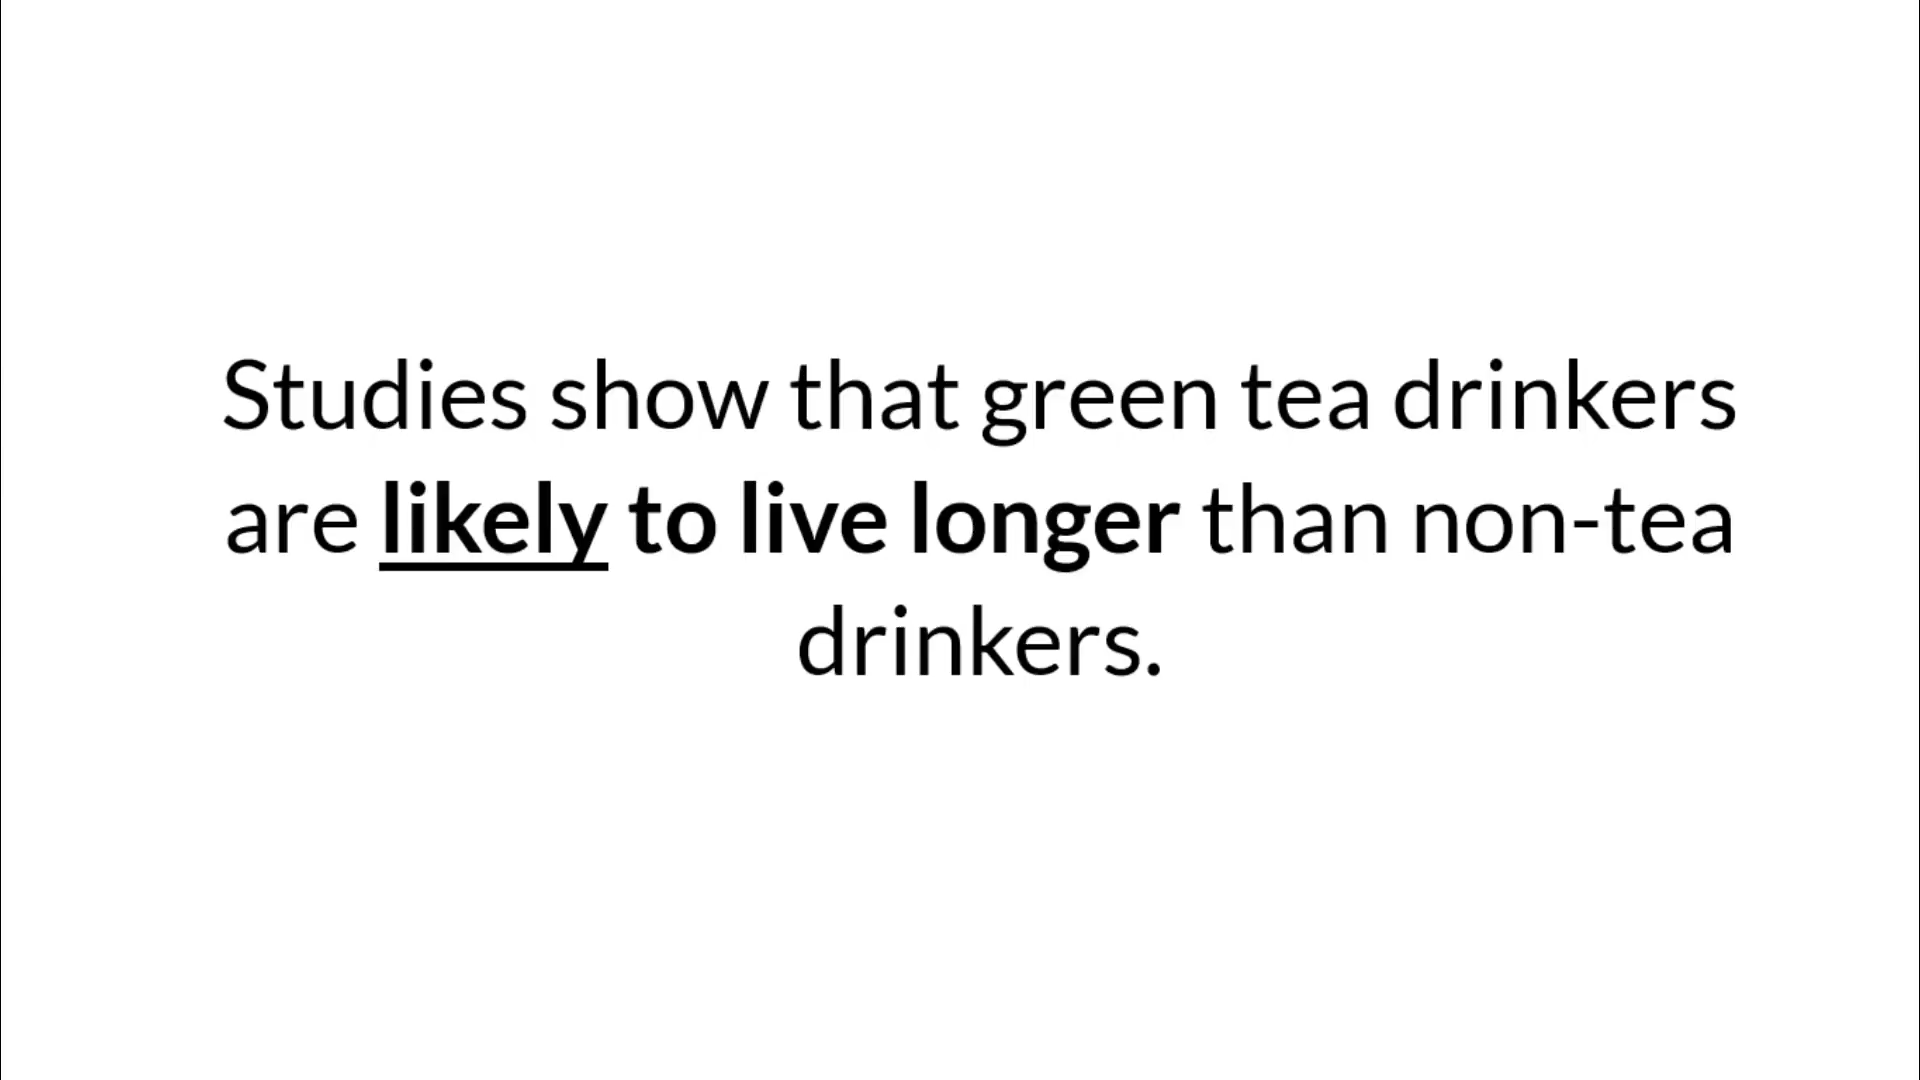 Studies show that green tea drinkers
are likely to live longer than non-tea
drinkers.